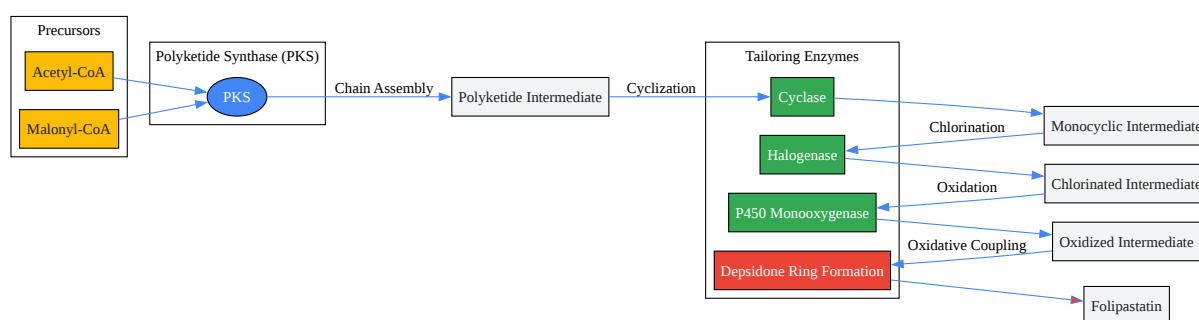 Precursors
Acetyl-CoA
Malonyl-CoA
Polyketide Synthase (PKS)
PKS
Chain Assembly
Polyketide Intermediate
Cyclization
Tailoring Enzymes
Cyclase
Monocyclic Intermediate
Chlorination
Halogenase
Chlorinated Intermediate
Oxidation
P450 Monooxygenase
Oxidized Intermediate
Oxidative Coupling
Depsidone Ring Formation
Folipastatin